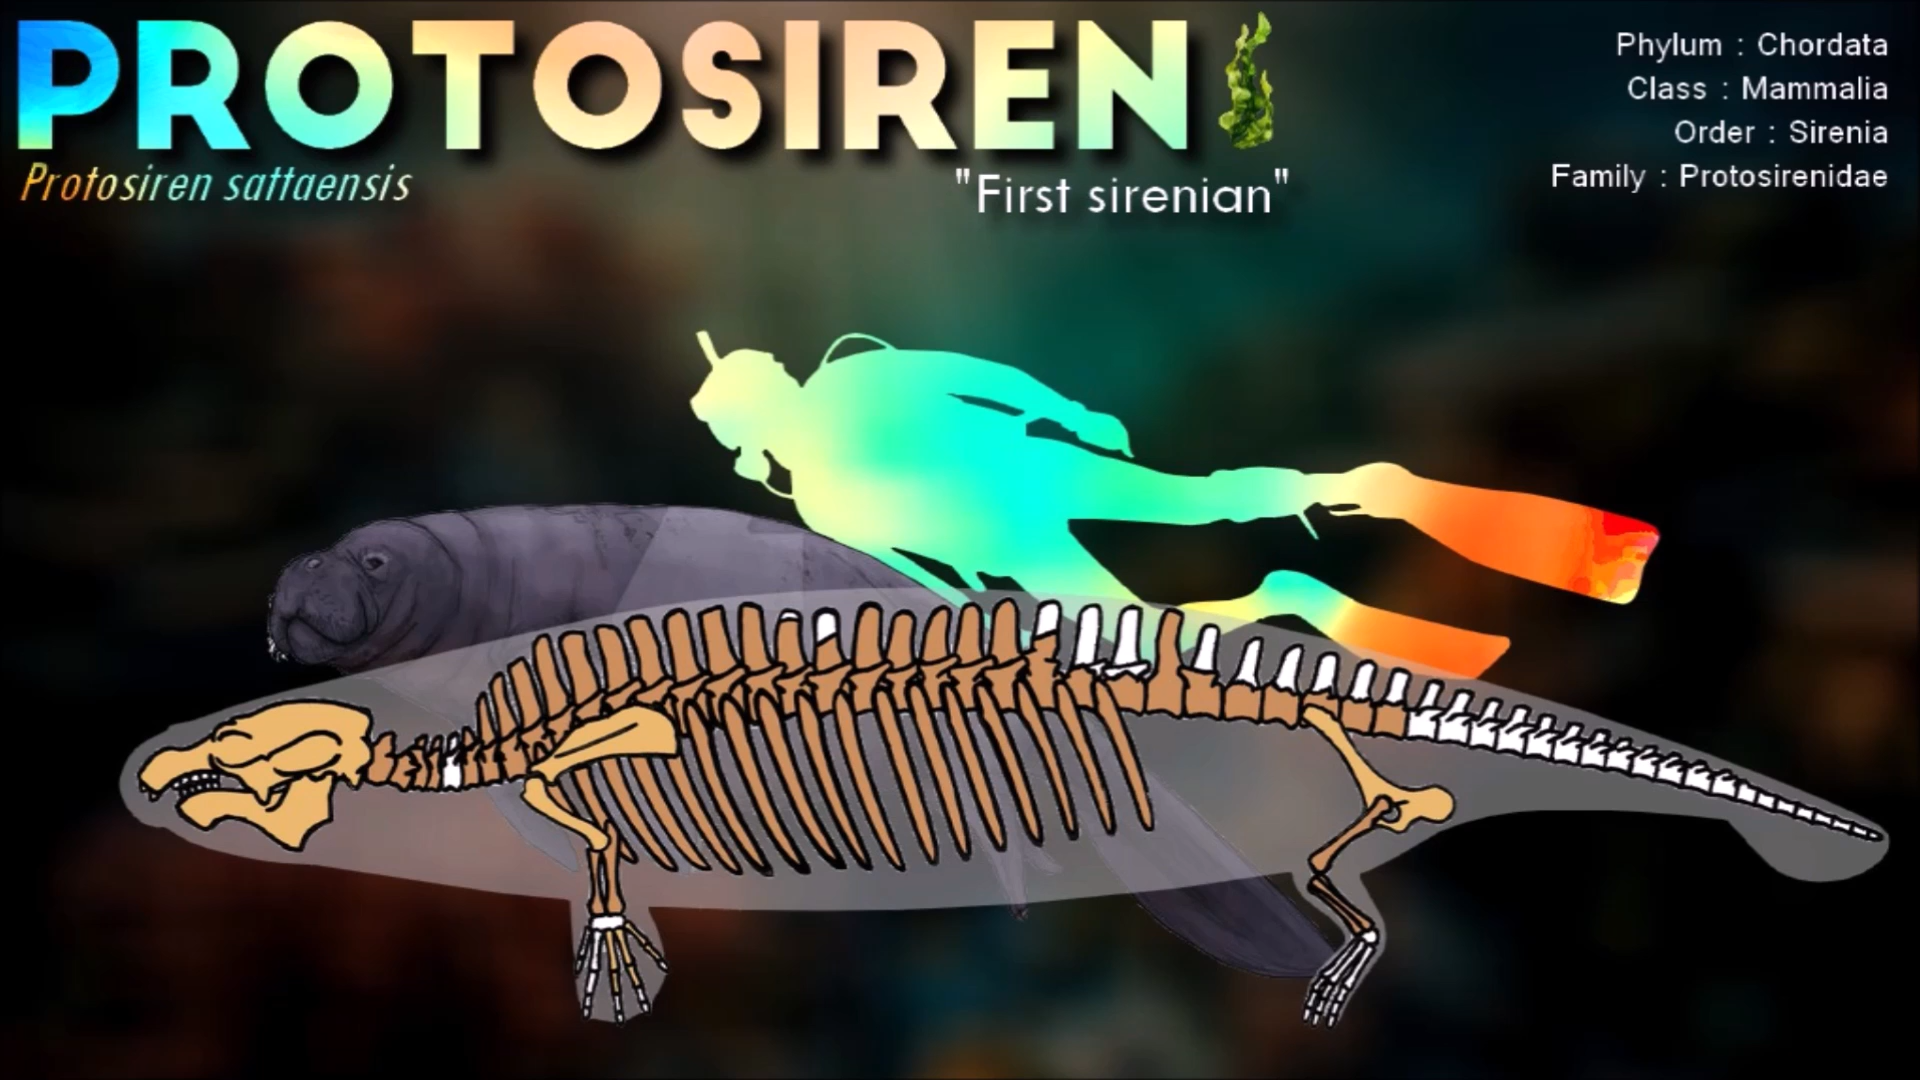 PROTOSIREN
Protosiren sattaensis
"First sirenian"
Phylum : Chordata
Class : Mammalia
Order : Sirenia
Family : Protosirenidae